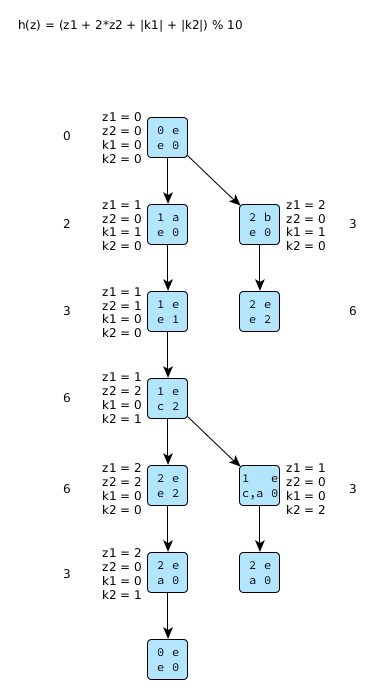 h(z) = (z1 + 2*z2 + |k1| + |k2|) % 10
0
z1 = 0
z2 = 0
k1 = 0
k2 = 0
0 e
e 0
2
z1 = 1
z2 = 0
k1 = 1
k2 = 0
1 a
e 0
2 b
e 0
z1 = 2
z2 = 0
k1 = 1
k2 = 0
3
3
z1 = 1
z2 = 1
k1 = 0
k2 = 0
1 e
e 1
2 e
e 2
6
6
z1 = 1
z2 = 2
k1 = 0
k2 = 1
1 e
c 2
6
z1 = 2
z2 = 2
k1 = 0
k2 = 0
2 e
e 2
1 e
c,a 0
z1 = 1
z2 = 0
k1 = 0
k2 = 2
3
3
z1 = 2
z2 = 0
k1 = 0
k2 = 1
2 e
a 0
2 e
a 0
0 e
e 0